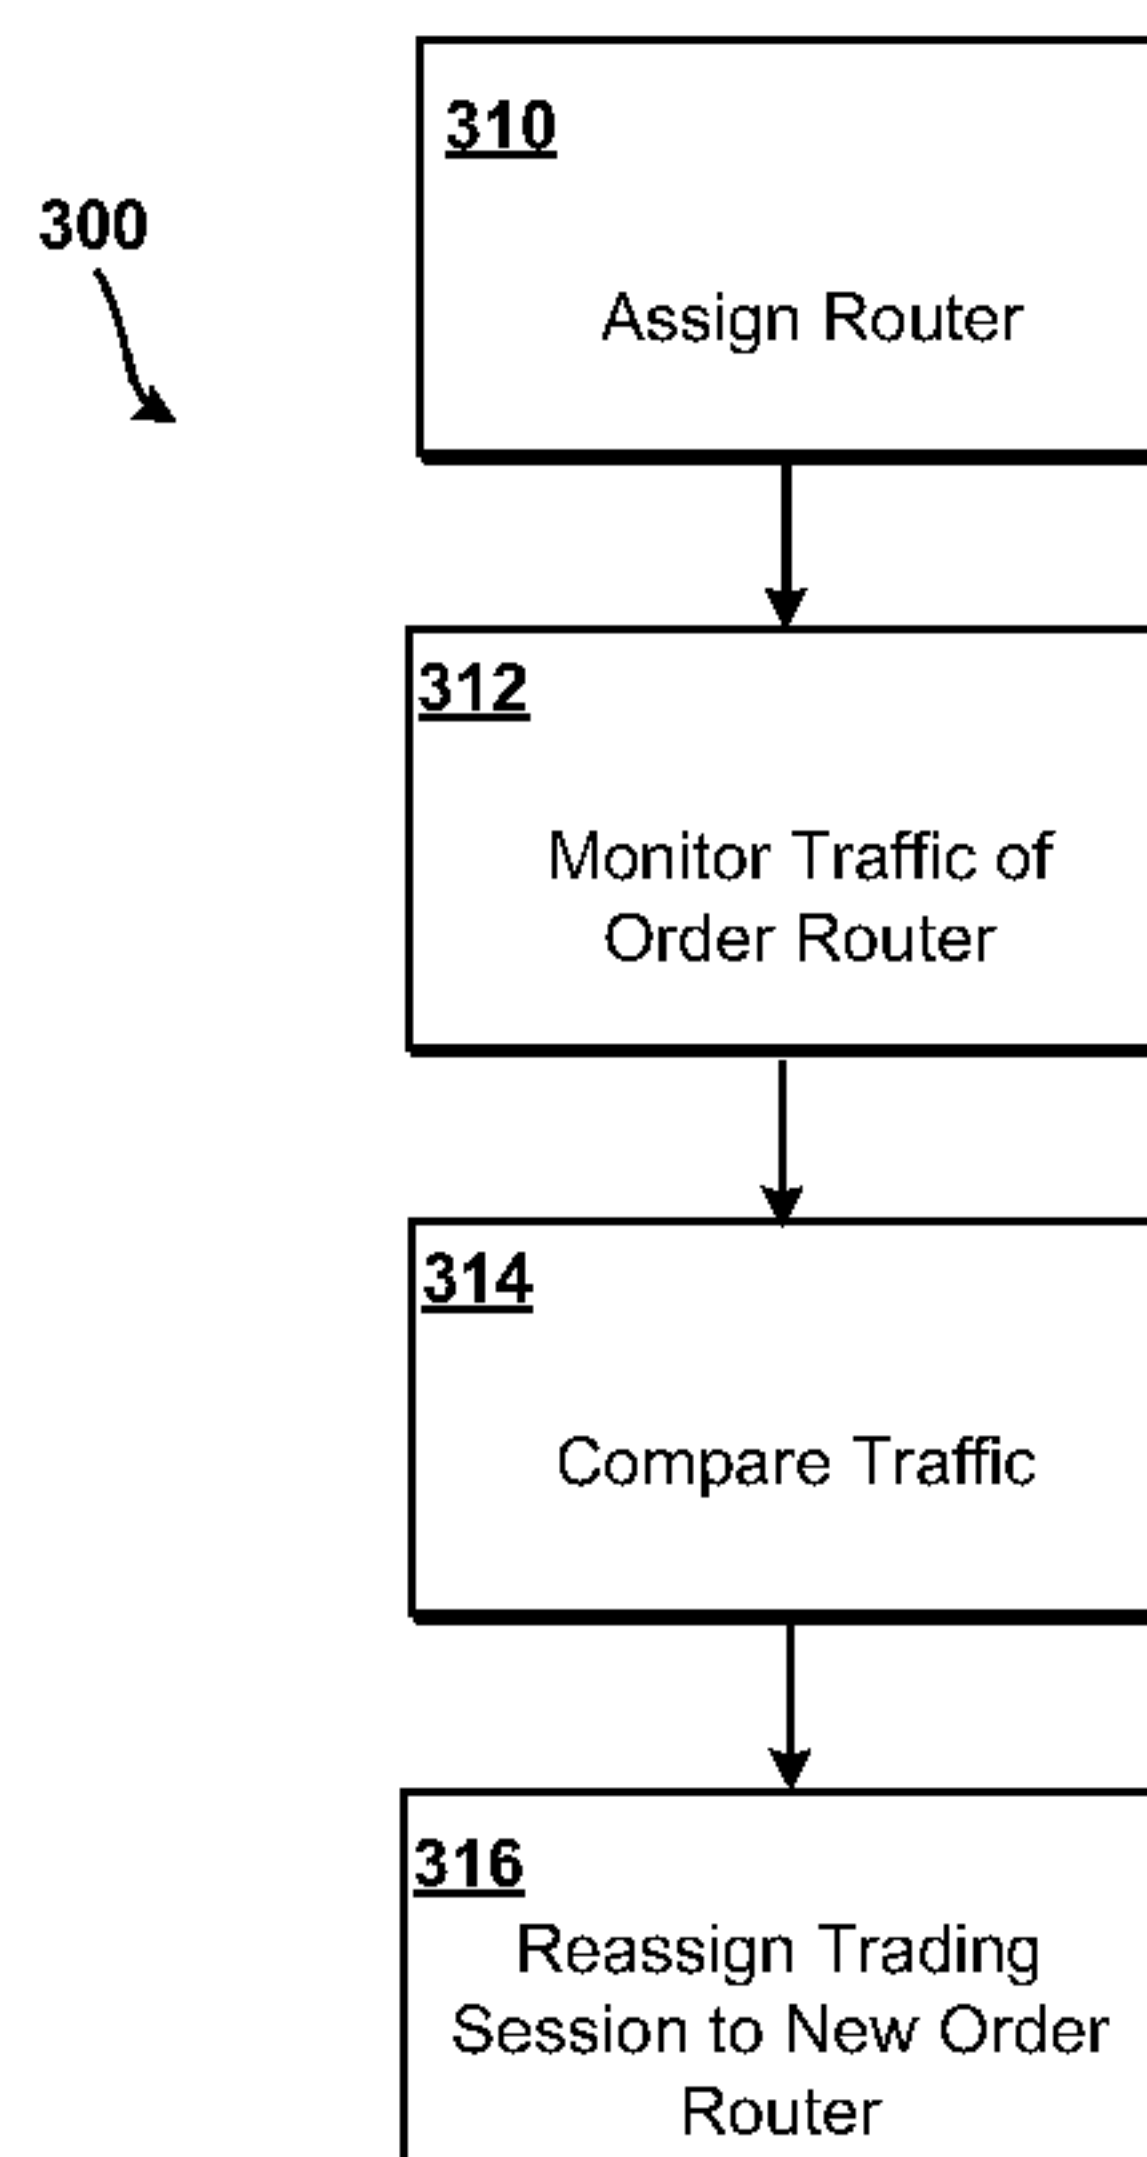 310
300
Assign Router
312
Monitor Traffic of
Order Router
314
Compare Traffic
316
Reassign Trading
Session to New Order
Router